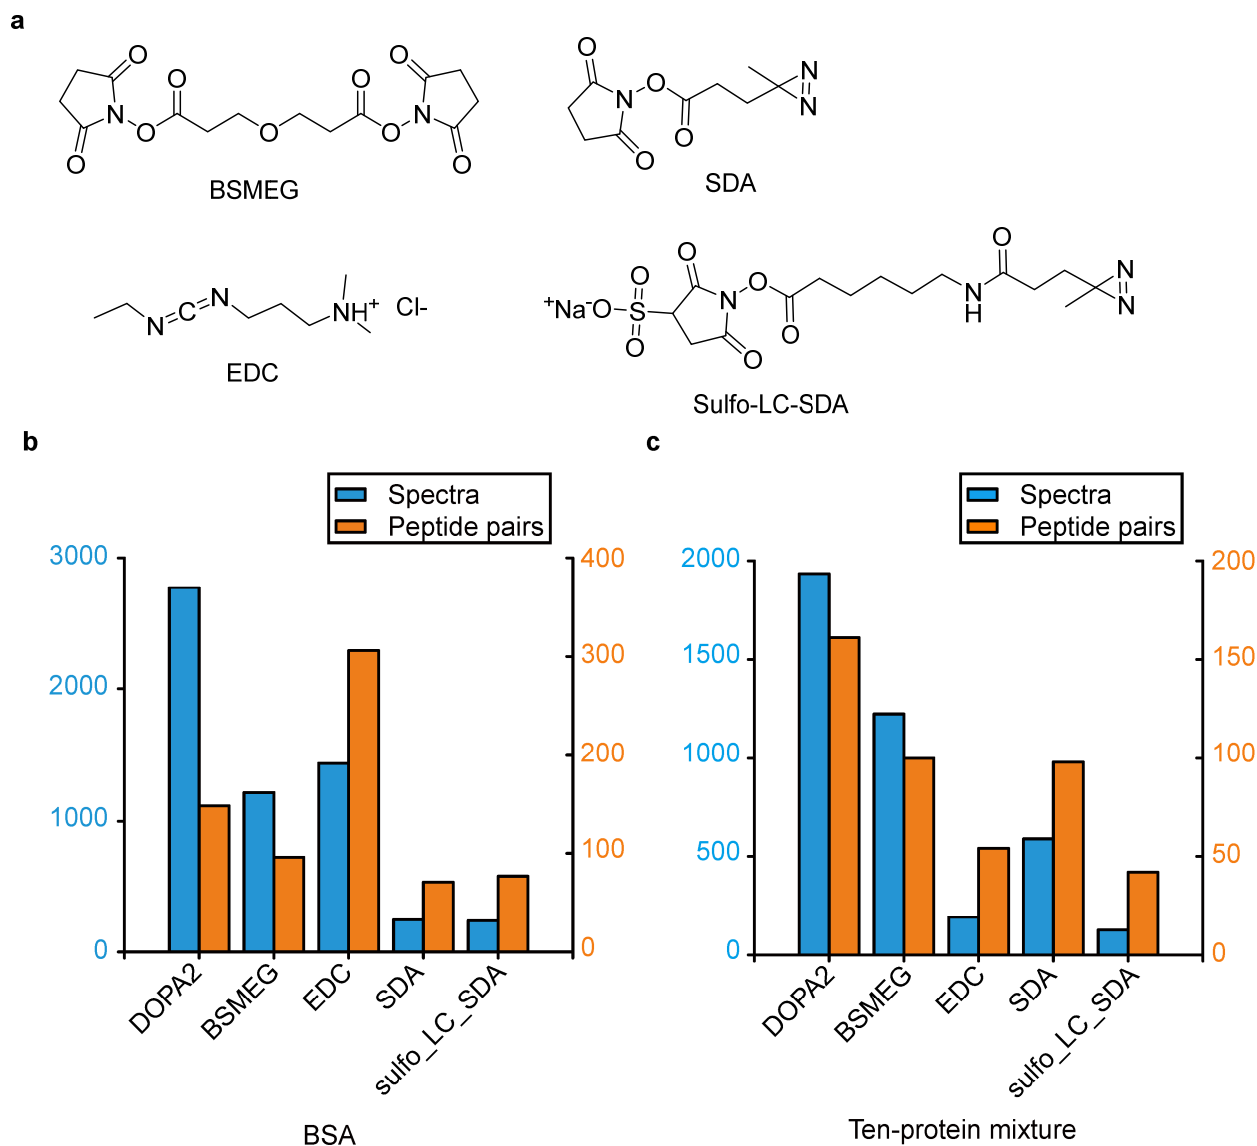 a
O
O
O
O
N
O
O
O
N
O
O
O
BSMEG
O
N
O
O
O
N
N
SDA
N
C
N
NH+
Cl-
EDC
+Na-O
S
O
O
O
N
O
O
O
N
H
O
N
N
Sulfo-LC-SDA
b
Spectra
Peptide pairs
3000
2000
1000
0
400
300
200
100
0
DOPA2
BSMEG
EDC
SDA
sulfo_LC_SDA
BSA
c
Spectra
Peptide pairs
2000
1500
1000
500
0
200
150
100
50
0
DOPA2
BSMEG
EDC
SDA
sulfo_LC_SDA
Ten-protein mixture